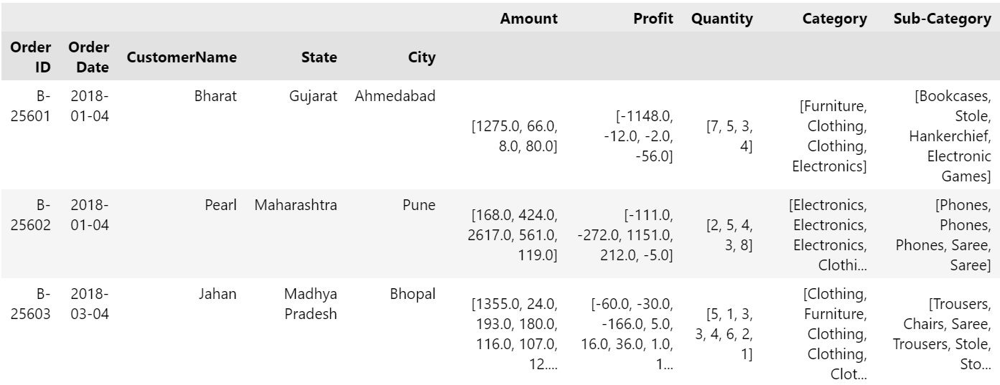 Amount Profit Quantity Category Sub-Category
Order ID Order Date CustomerName State City
B-25601 2018-01-04 Bharat Gujarat Ahmedabad [1275.0, 66.0, 8.0, 80.0] [-1148.0, -12.0, -2.0, -56.0] [7, 5, 3, 4] [Furniture, Clothing, Clothing, Electronics] [Bookcases, Stole, Hankerchief, Electronic Games]
B-25602 2018-01-04 Pearl Maharashtra Pune [168.0, 424.0, 2617.0, 561.0, 119.0] [-111.0, -272.0, 1151.0, 212.0, -5.0] [2, 5, 4, 3, 8] [Electronics, Electronics, Electronics, Clothi... [Phones, Phones, Phones, Saree, Saree]
B-25603 2018-03-04 Jahan Madhya Pradesh Bhopal [1355.0, 24.0, 193.0, 180.0, 116.0, 107.0, 12.... [-60.0, -30.0, -166.0, 5.0, 16.0, 36.0, 1.0, 1... [5, 1, 3, 3, 4, 6, 2, 1] [Clothing, Furniture, Clothing, Clothing, Clot... [Trousers, Chairs, Saree, Trousers, Stole, Sto...